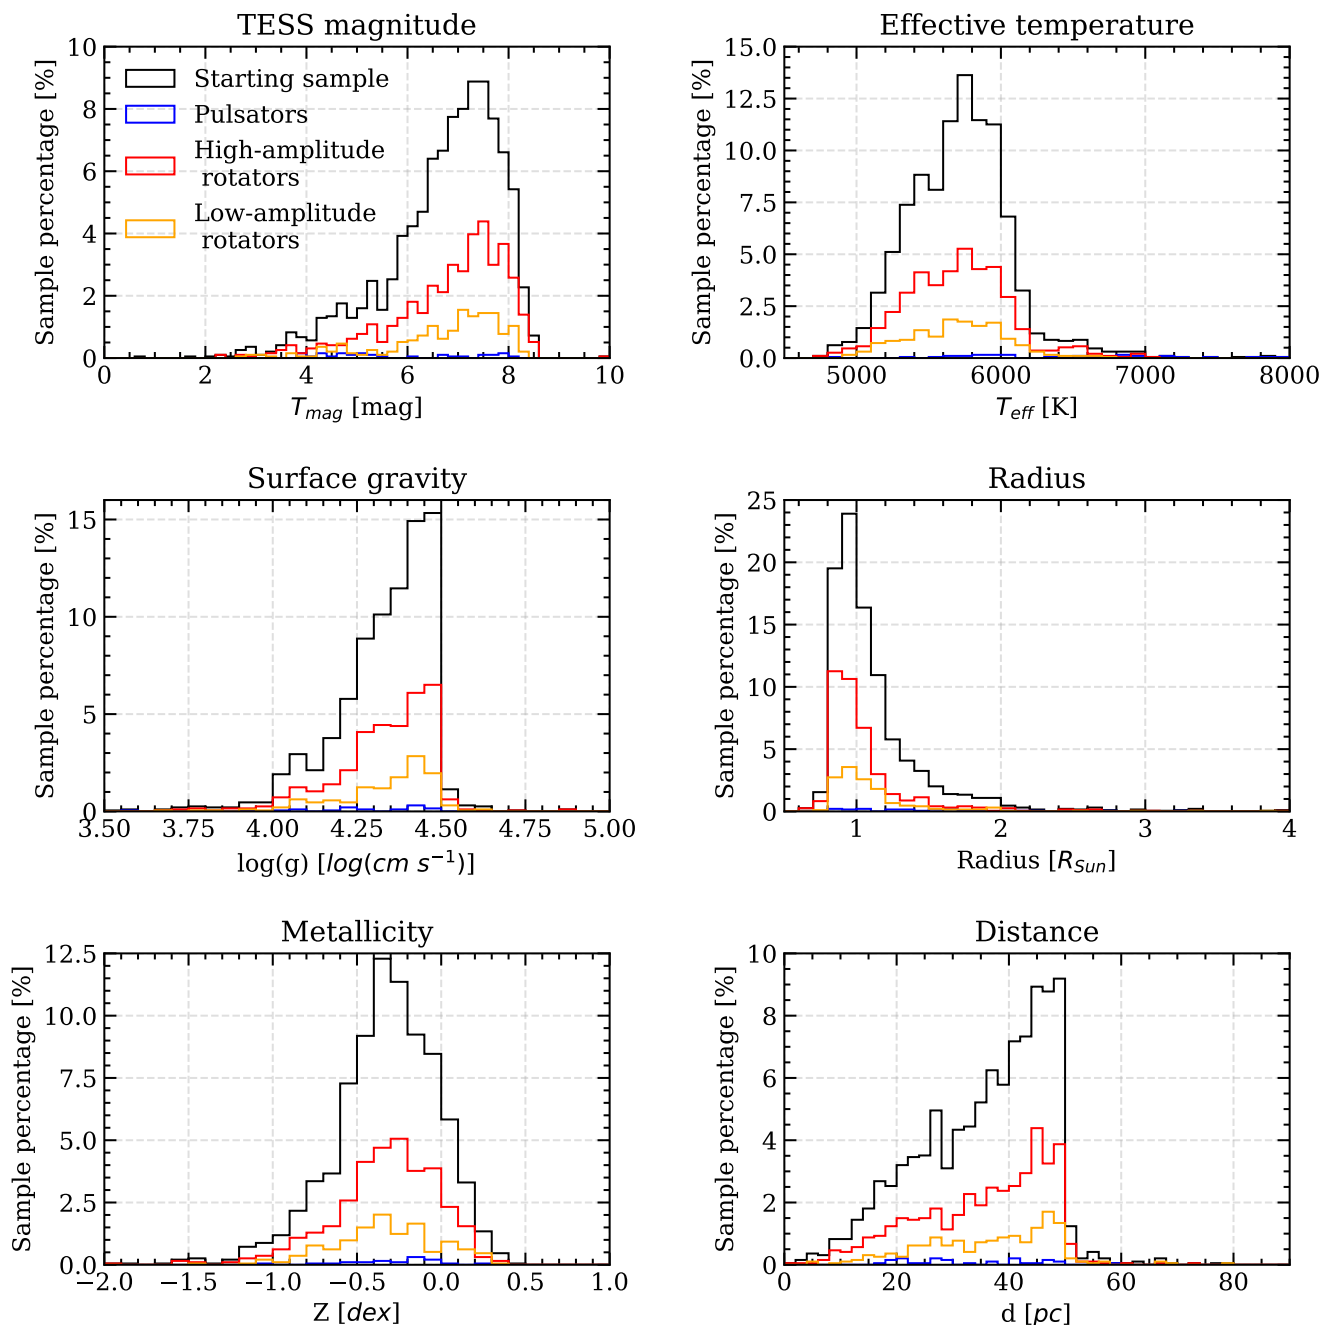 TESS magnitude
Sample percentage [%]
10
8
6
4
2
0
Starting sample
Pulsators
High-amplitude
rotators
Low-amplitude
rotators
0 2 4 6 8 10
T_mag [mag]
Effective temperature
Sample percentage [%]
15.0
12.5
10.0
7.5
5.0
2.5
0.0
5000 6000 7000 8000
T_eff [K]
Surface gravity
Sample percentage [%]
15
10
5
0
3.50 3.75 4.00 4.25 4.50 4.75 5.00
log(g) [log(cm s⁻¹)]
Radius
Sample percentage [%]
25
20
15
10
5
0
1 2 3 4
Radius [R_Sun]
Metallicity
Sample percentage [%]
12.5
10.0
7.5
5.0
2.5
0.0
−2.0 −1.5 −1.0 −0.5 0.0 0.5 1.0
Z [dex]
Distance
Sample percentage [%]
10
8
6
4
2
0
0 20 40 60 80
d [pc]